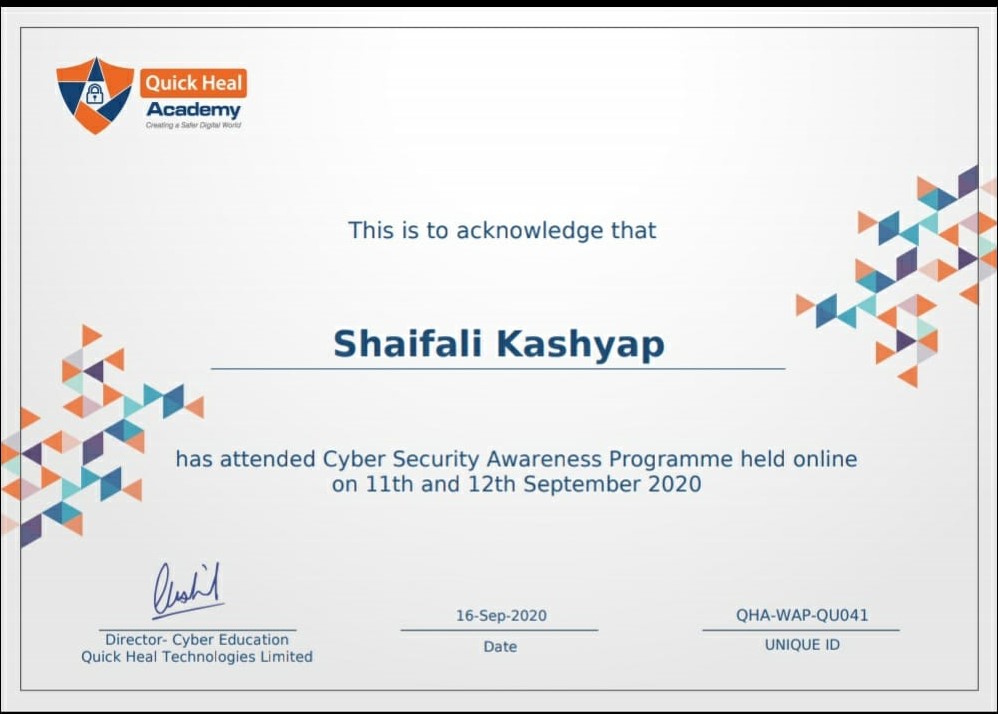 Quick Heal
Academy
Creating a Safer Digital World
This is to acknowledge that
Shaifali Kashyap
has attended Cyber Security Awareness Programme held online
on 11th and 12th September 2020
Director- Cyber Education
Quick Heal Technologies Limited
16-Sep-2020
Date
QHA-WAP-QU041
UNIQUE ID